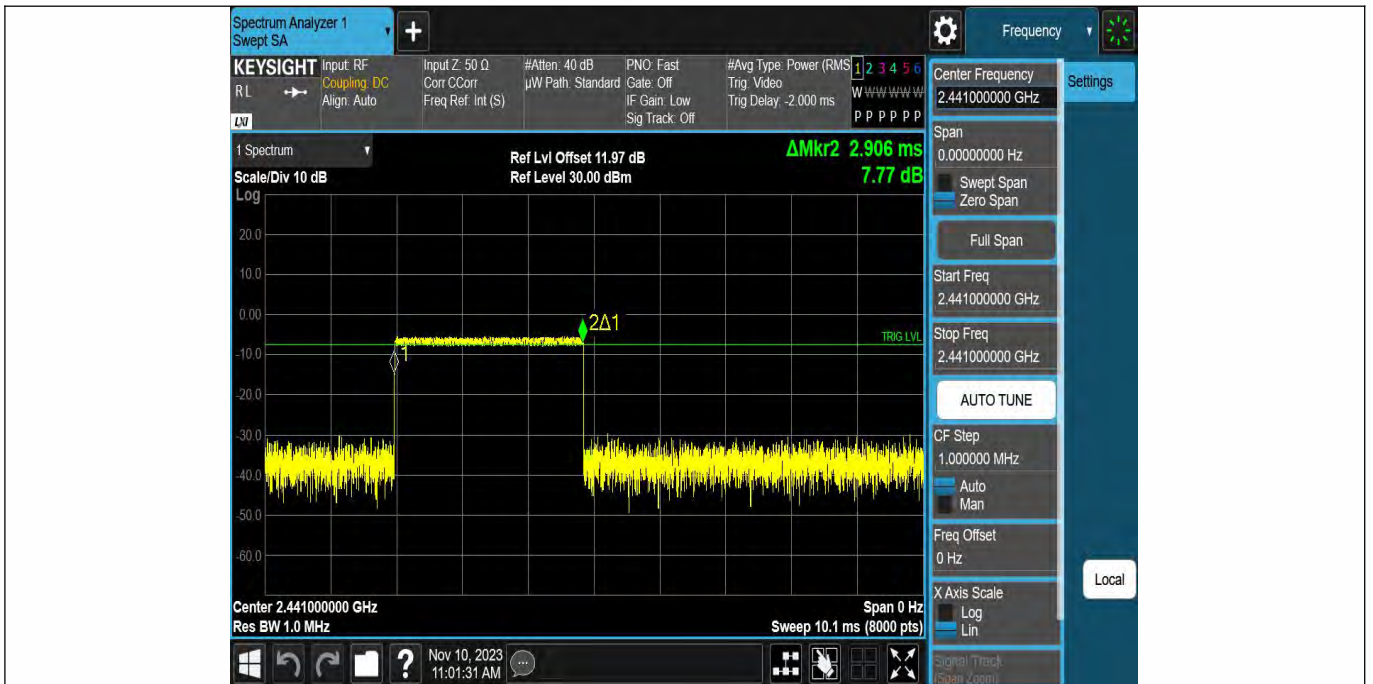 Spectrum Analyzer 1
Swept SA
+
Frequency
KEYSIGHT
RL
LXI
Input: RF
Coupling: DC
Align: Auto
Input Z: 50 Ω
Corr CCorr
Freq Ref: Int (S)
#Atten: 40 dB
µW Path: Standard
PNO: Fast
Gate: Off
IF Gain: Low
Sig Track: Off
#Avg Type: Power (RMS
Trig: Video
Trig Delay: -2.000 ms
1 2 3 4 5 6
W W W W W W
P P P P P P
1 Spectrum
Scale/Div 10 dB
Ref Lvl Offset 11.97 dB
Ref Level 30.00 dBm
ΔMkr2 2.906 ms
7.77 dB
Log
20.0
10.0
0.00
-10.0
-20.0
-30.0
-40.0
-50.0
-60.0
2Δ1
1
TRIG LVL
Center 2.441000000 GHz
Res BW 1.0 MHz
Span 0 Hz
Sweep 10.1 ms (8000 pts)
Center Frequency
2.441000000 GHz
Settings
Span
0.00000000 Hz
Swept Span
Zero Span
Full Span
Start Freq
2.441000000 GHz
Stop Freq
2.441000000 GHz
AUTO TUNE
CF Step
1.000000 MHz
Auto
Man
Freq Offset
0 Hz
X Axis Scale
Log
Lin
Local
Signal Track
(Span Zoom)
?
Nov 10, 2023
11:01:31 AM